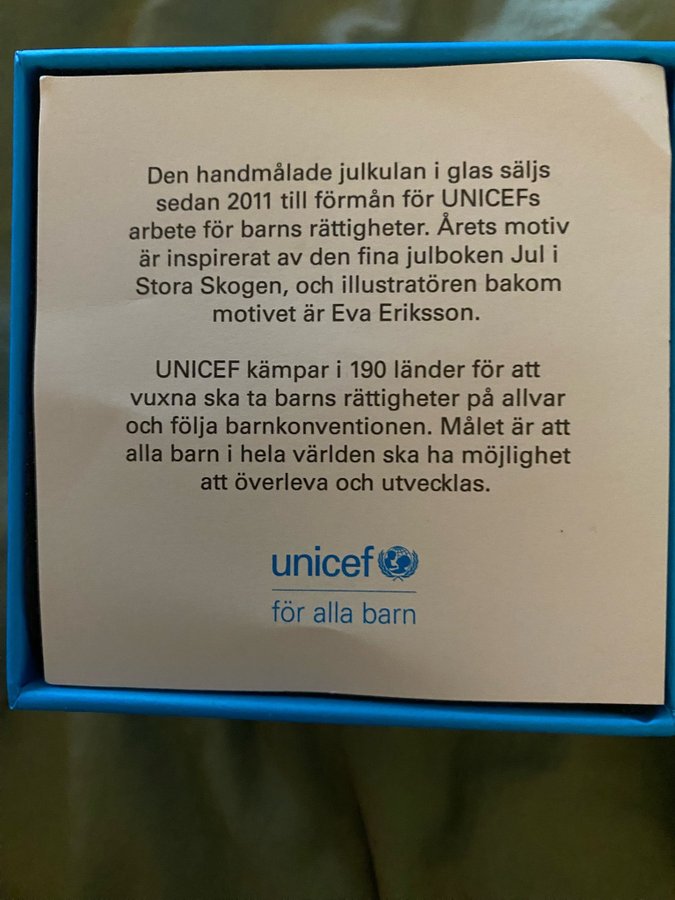 Den handmålade julkulan i glas säljs
sedan 2011 till förmån för UNICEFs
arbete för barns rättigheter. Årets motiv
är inspirerat av den fina julboken Jul i
Stora Skogen, och illustratören bakom
motivet är Eva Eriksson.
UNICEF kämpar i 190 länder för att
vuxna ska ta barns rättigheter på allvar
och följa barnkonventionen. Målet är att
alla barn i hela världen ska ha möjlighet
att överleva och utvecklas.
unicef
för alla barn